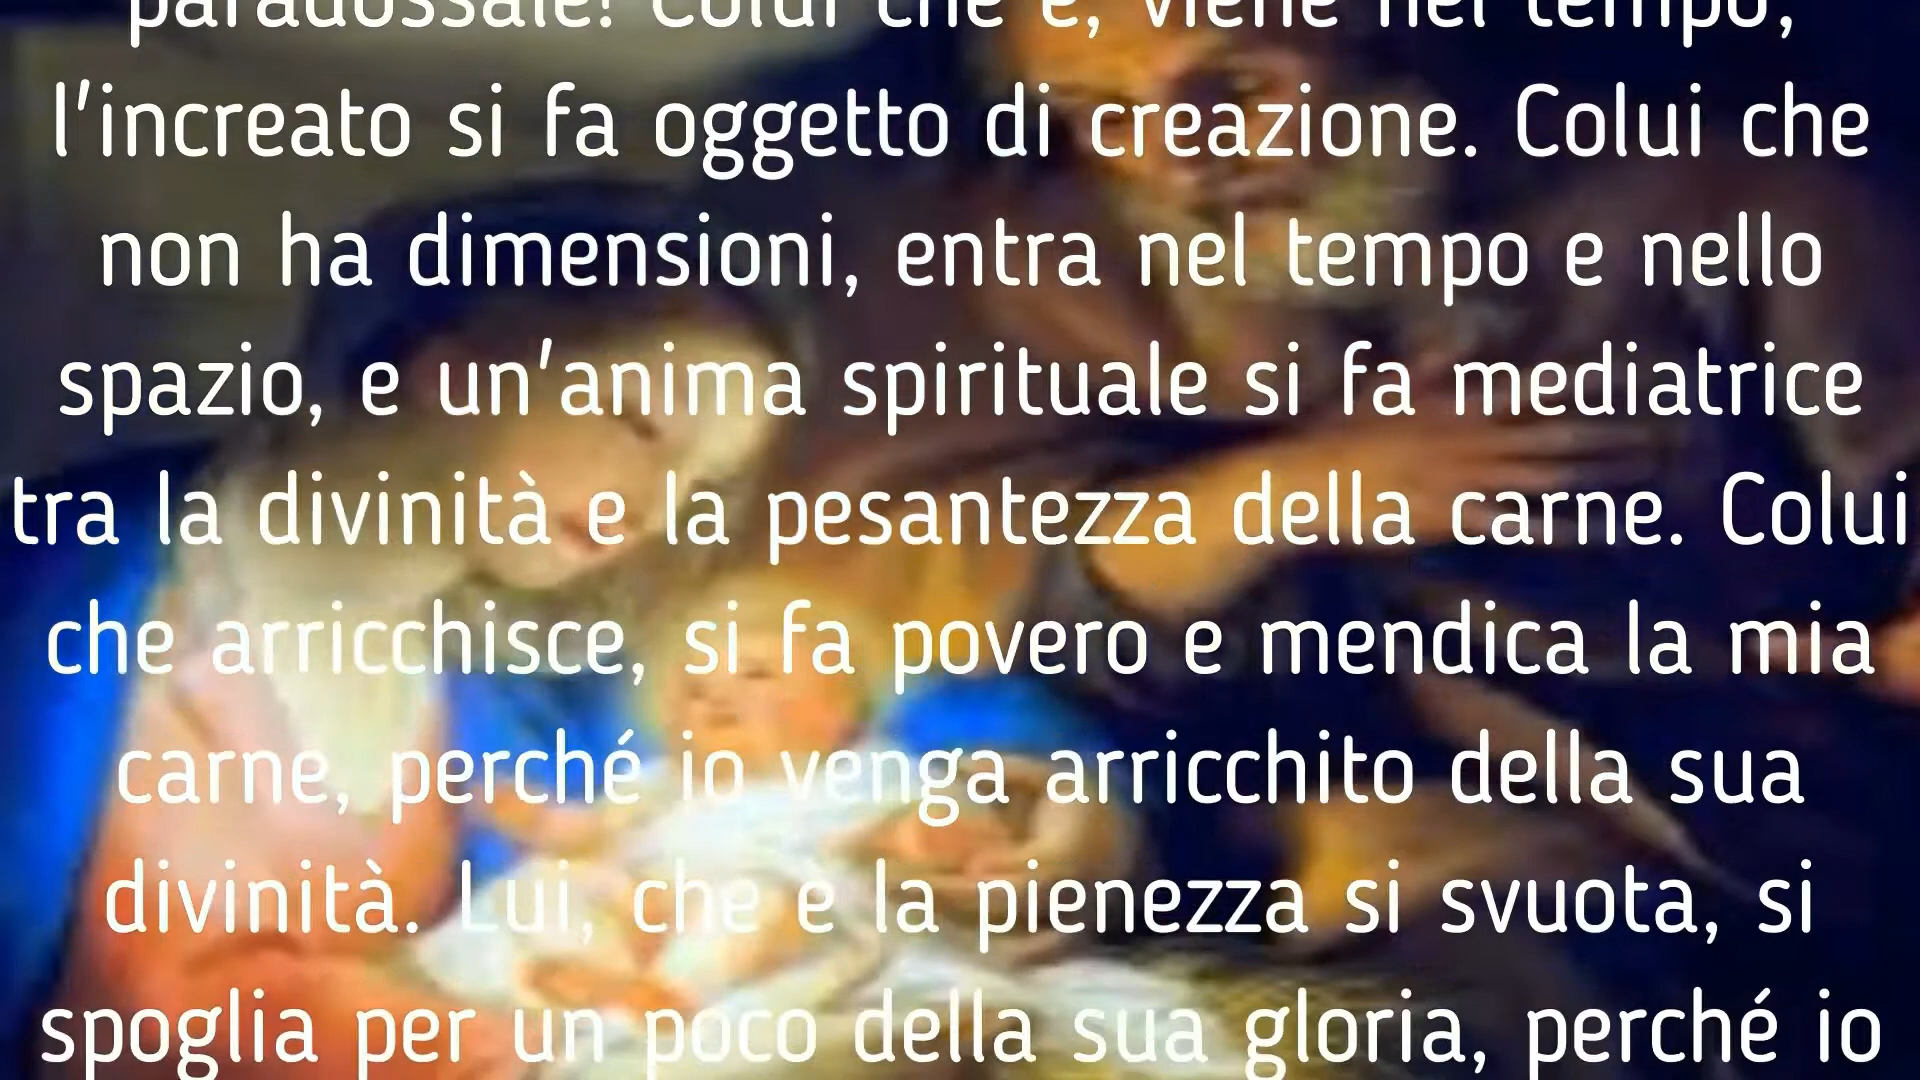 paradossale! Colui che è, viene nel tempo,
l'increato si fa oggetto di creazione. Colui che
non ha dimensioni, entra nel tempo e nello
spazio, e un'anima spirituale si fa mediatrice
tra la divinità e la pesantezza della carne. Colui
che arricchisce, si fa povero e mendica la mia
carne, perché io venga arricchito della sua
divinità. Lui, che è la pienezza si svuota, si
spoglia per un poco della sua gloria, perché io